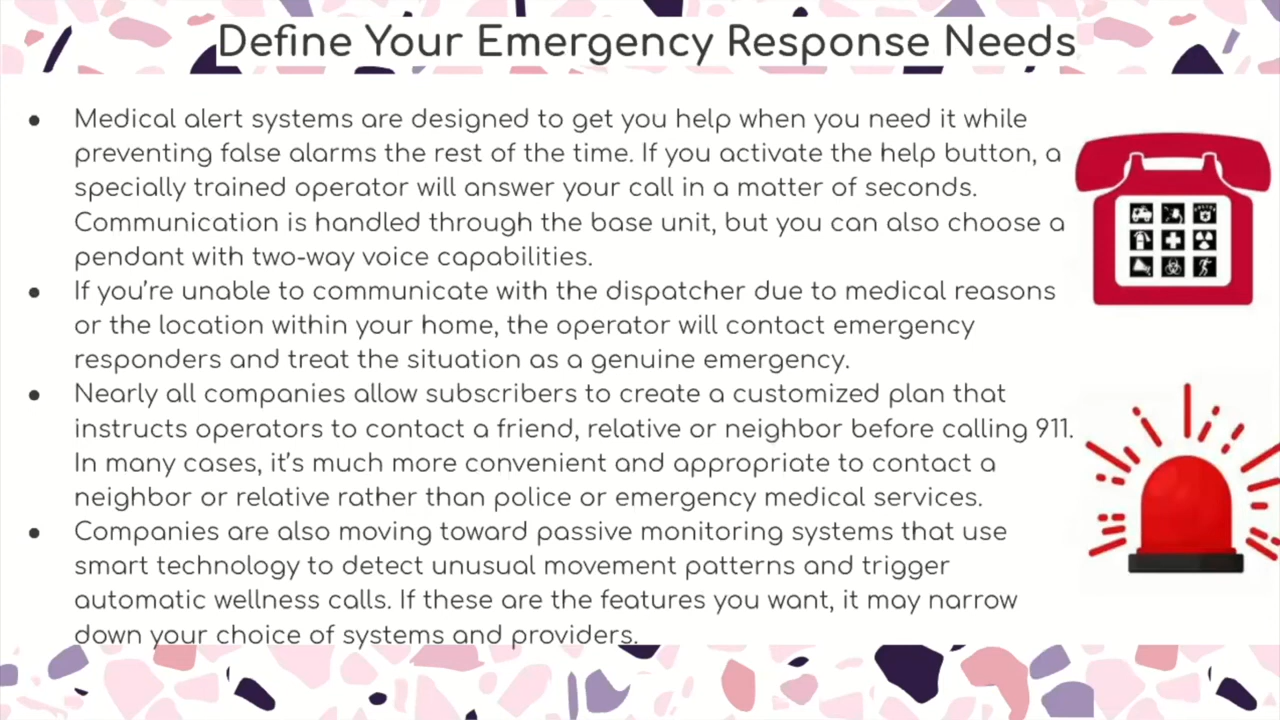 Define Your Emergency Response Needs
● Medical alert systems are designed to get you help when you need it while
preventing false alarms the rest of the time. If you activate the help button, a
specially trained operator will answer your call in a matter of seconds.
Communication is handled through the base unit, but you can also choose a
pendant with two-way voice capabilities.
● If you’re unable to communicate with the dispatcher due to medical reasons
or the location within your home, the operator will contact emergency
responders and treat the situation as a genuine emergency.
● Nearly all companies allow subscribers to create a customized plan that
instructs operators to contact a friend, relative or neighbor before calling 911.
In many cases, it’s much more convenient and appropriate to contact a
neighbor or relative rather than police or emergency medical services.
● Companies are also moving toward passive monitoring systems that use
smart technology to detect unusual movement patterns and trigger
automatic wellness calls. If these are the features you want, it may narrow
down your choice of systems and providers.